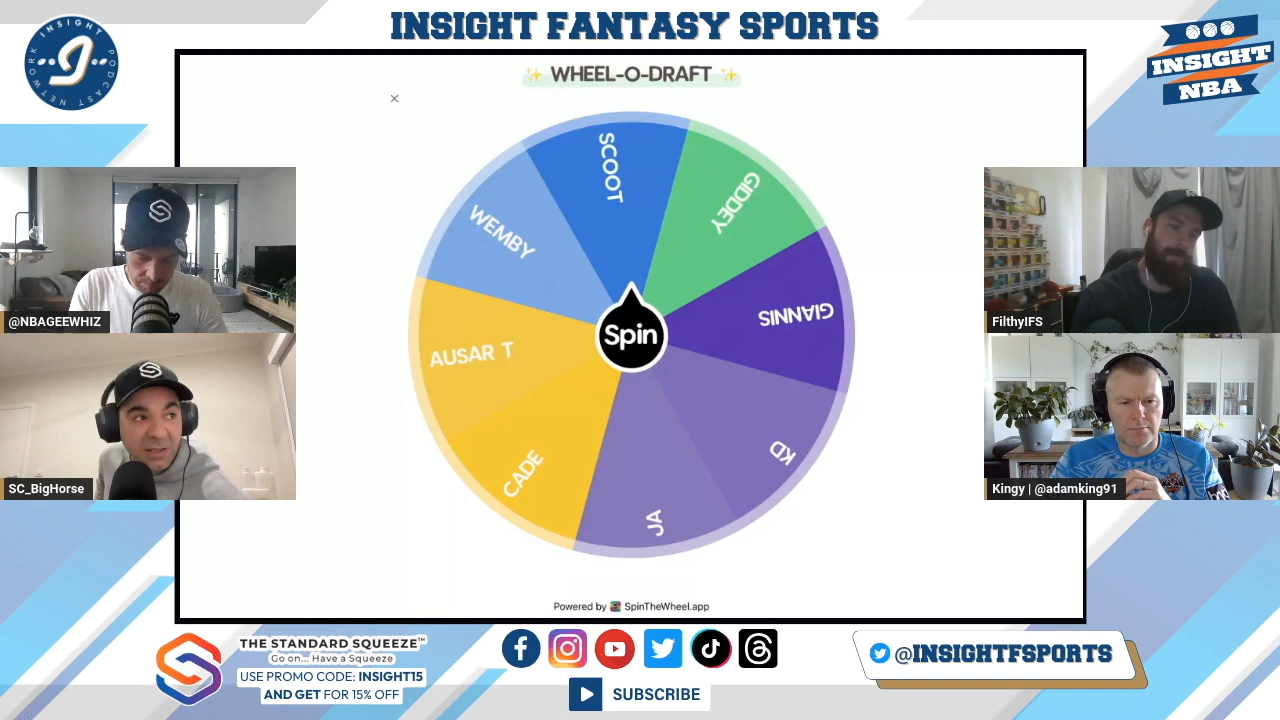 INSIGHT FANTASY SPORTS
INSIGHT
PODCAST NETWORK
INSIGHT
NBA
✨ WHEEL-O-DRAFT ✨
×
SCOOT
GIDDEY
WEMBY
GIANNIS
AUSAR T
Spin
KD
CADE
JA
Powered by SpinTheWheel.app
@NBAGEEWHIZ
FilthyIFS
SC_BigHorse
Kingy | @adamking91
THE STANDARD SQUEEZE™
Go on... Have a Squeeze
USE PROMO CODE: INSIGHT15
AND GET FOR 15% OFF
SUBSCRIBE
@INSIGHTFSPORTS